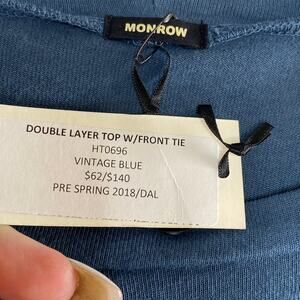 MONROW
DOUBLE LAYER TOP W/FRONT TIE
HT0696
VINTAGE BLUE
$62/$140
PRE SPRING 2018/DAL